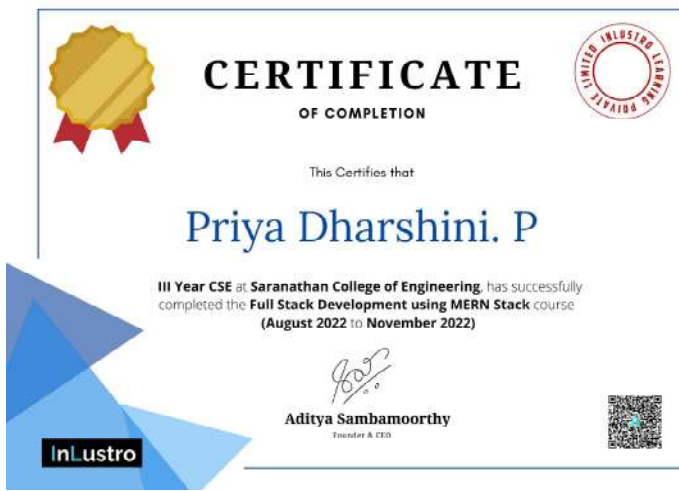 CERTIFICATE
OF COMPLETION
INLUSTRO LEARNING PRIVATE LIMITED
This Certifies that
Priya Dharshini. P
III Year CSE at Saranathan College of Engineering, has successfully
completed the Full Stack Development using MERN Stack course
(August 2022 to November 2022)
Aditya Sambamoorthy
Founder & CEO
InLustro